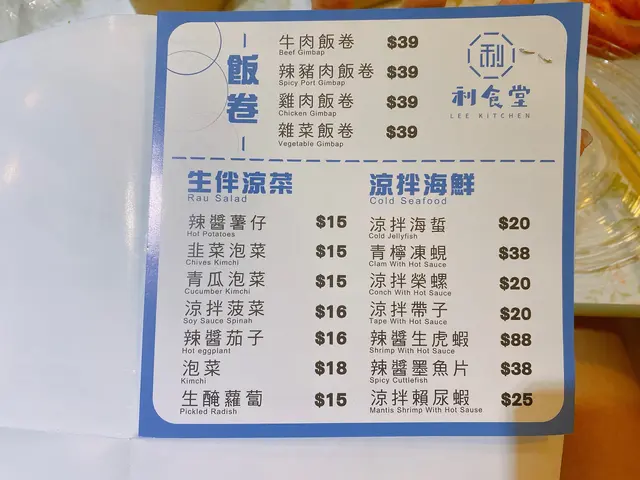 飯卷
牛肉飯卷 $39
Beef Gimbap
辣豬肉飯卷 $39
Spicy Port Gimbap
雞肉飯卷 $39
Chicken Gimbap
雜菜飯卷 $39
Vegetable Gimbap
利
利食堂
LEE KITCHEN
生伴涼菜
Rau Salad
辣醬薯仔 $15
Hot Potatoes
韭菜泡菜 $15
Chives Kimchi
青瓜泡菜 $15
Cucumber Kimchi
涼拌菠菜 $16
Soy Sauce Spinah
辣醬茄子 $16
Hot eggplant
泡菜 $18
Kimchi
生醃蘿蔔 $15
Pickled Radish
涼拌海鮮
Cold Seafood
涼拌海蜇 $20
Cold Jellyfish
青檸凍蜆 $38
Clam With Hot Sauce
涼拌榮螺 $20
Conch With Hot Sauce
涼拌帶子 $20
Tape With Hot Sauce
辣醬生虎蝦 $88
Shrimp With Hot Sauce
辣醬墨魚片 $38
Spicy Cuttlefish
涼拌賴尿蝦 $25
Mantis Shrimp With Hot Sause